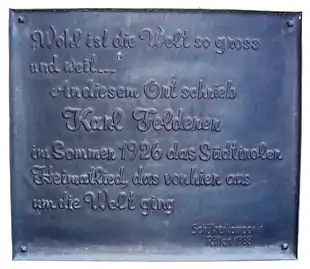 „Wohl ist die Welt so gross
und weit...."
An diesem Ort schrieb
Karl Felderer
im Sommer 1926 das Südtiroler
Heimatlied, das von hier aus
um die Welt ging
Ritten